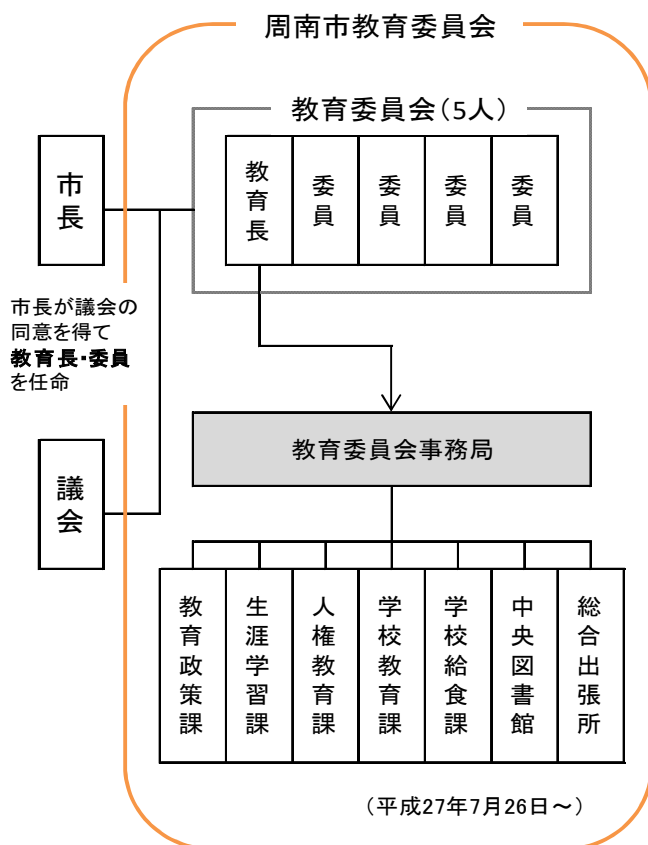 周南市教育委員会
教育委員会(5人)
市長
教育長
委員
委員
委員
委員
市長が議会の
同意を得て
教育長・委員
を任命
教育委員会事務局
議会
教育政策課
生涯学習課
人権教育課
学校教育課
学校給食課
中央図書館
総合出張所
(平成27年7月26日～)